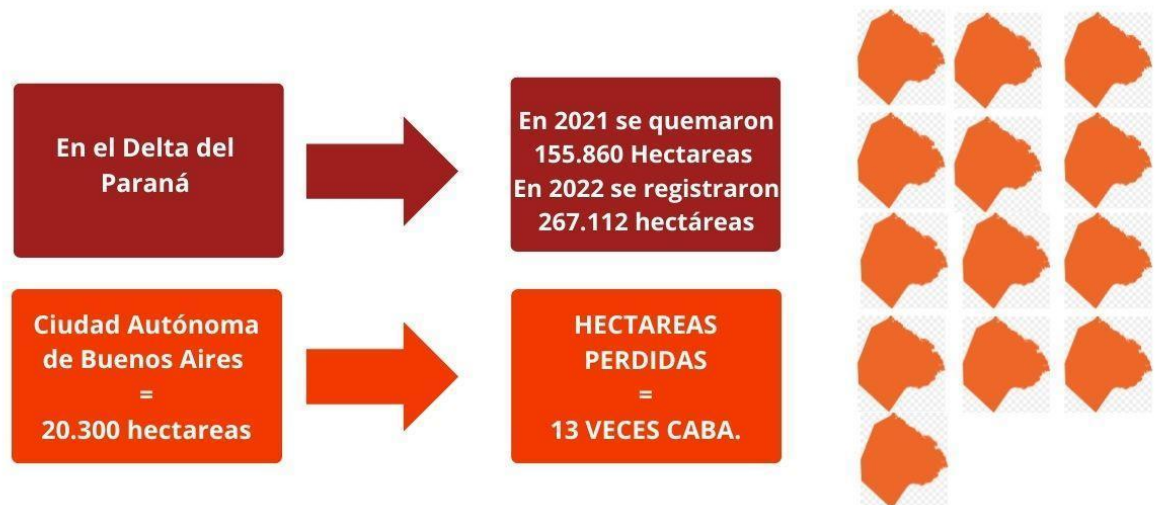 En el Delta del
Paraná
En 2021 se quemaron
155.860 Hectareas
En 2022 se registraron
267.112 hectáreas
Ciudad Autónoma
de Buenos Aires
=
20.300 hectareas
HECTAREAS
PERDIDAS
=
13 VECES CABA.